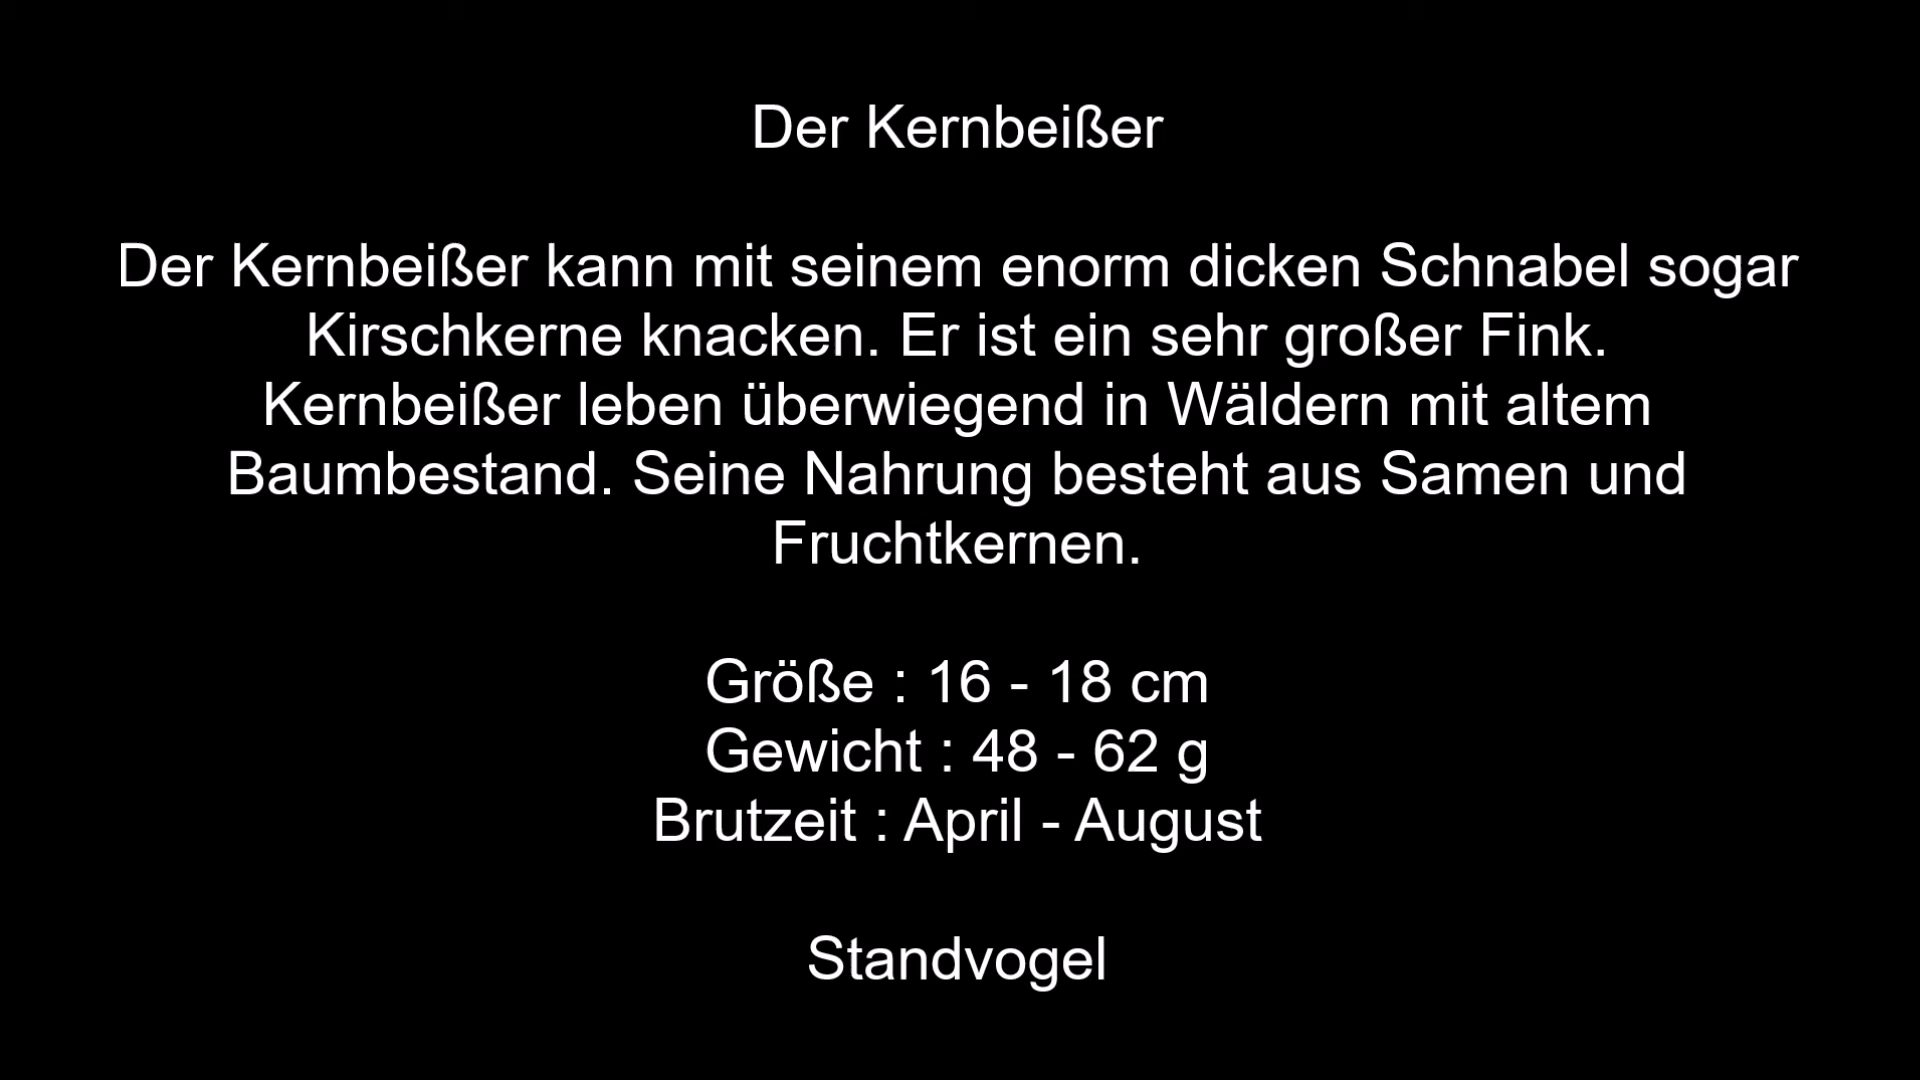 Der Kernbeißer
Der Kernbeißer kann mit seinem enorm dicken Schnabel sogar
Kirschkerne knacken. Er ist ein sehr großer Fink.
Kernbeißer leben überwiegend in Wäldern mit altem
Baumbestand. Seine Nahrung besteht aus Samen und
Fruchtkernen.
Größe : 16 - 18 cm
Gewicht : 48 - 62 g
Brutzeit : April - August
Standvogel